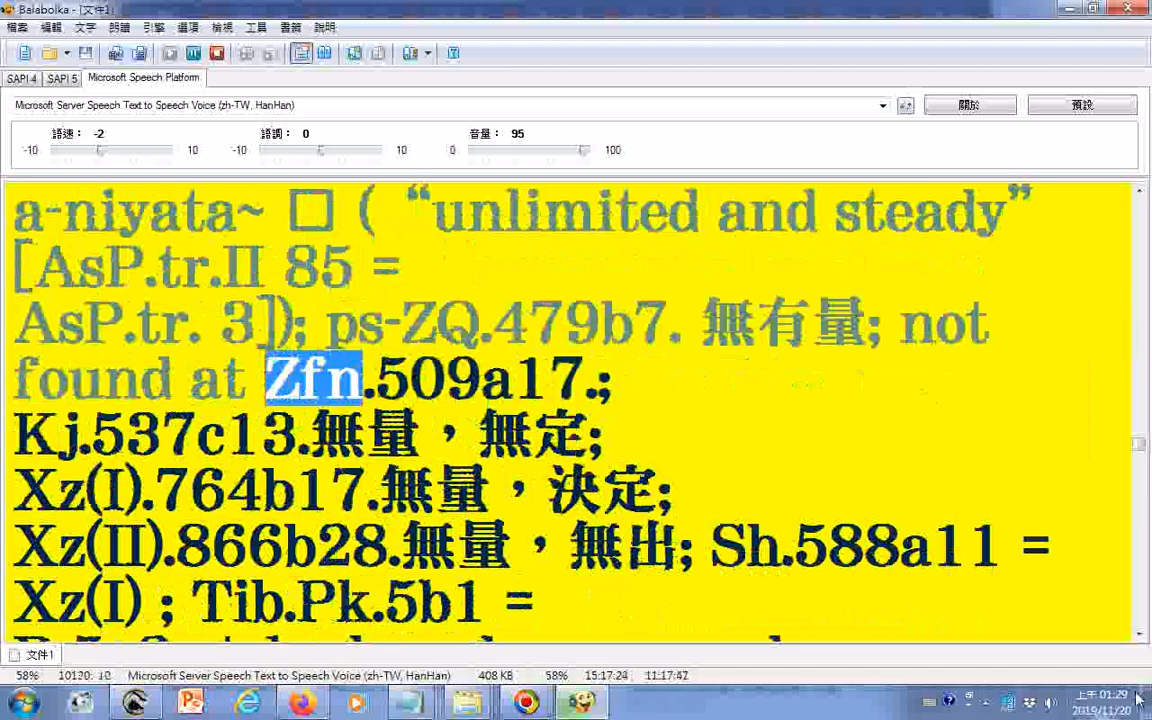 Balabolka - [文件1]
檔案 編輯 文字 朗讀 引擎 選項 檢視 工具 書籤 說明
SAPI 4 SAPI 5 Microsoft Speech Platform
Microsoft Server Speech Text to Speech Voice (zh-TW, HanHan) 關於 預設
語速： -2 語調： 0 音量： 95
-10 10 -10 10 0 100
a-niyata~ □ ( “unlimited and steady”
[AsP.tr.II 85 =
AsP.tr. 3]); ps-ZQ.479b7. 無有量; not
found at Zfn.509a17.;
Kj.537c13.無量，無定;
Xz(I).764b17.無量，決定;
Xz(II).866b28.無量，無出; Sh.588a11 =
Xz(I) ; Tib.Pk.5b1 =
文件1
58% 10120: 10 Microsoft Server Speech Text to Speech Voice (zh-TW, HanHan) 408 KB 58% 15:17:24 11:17:42
上午 01:29
2019/11/20